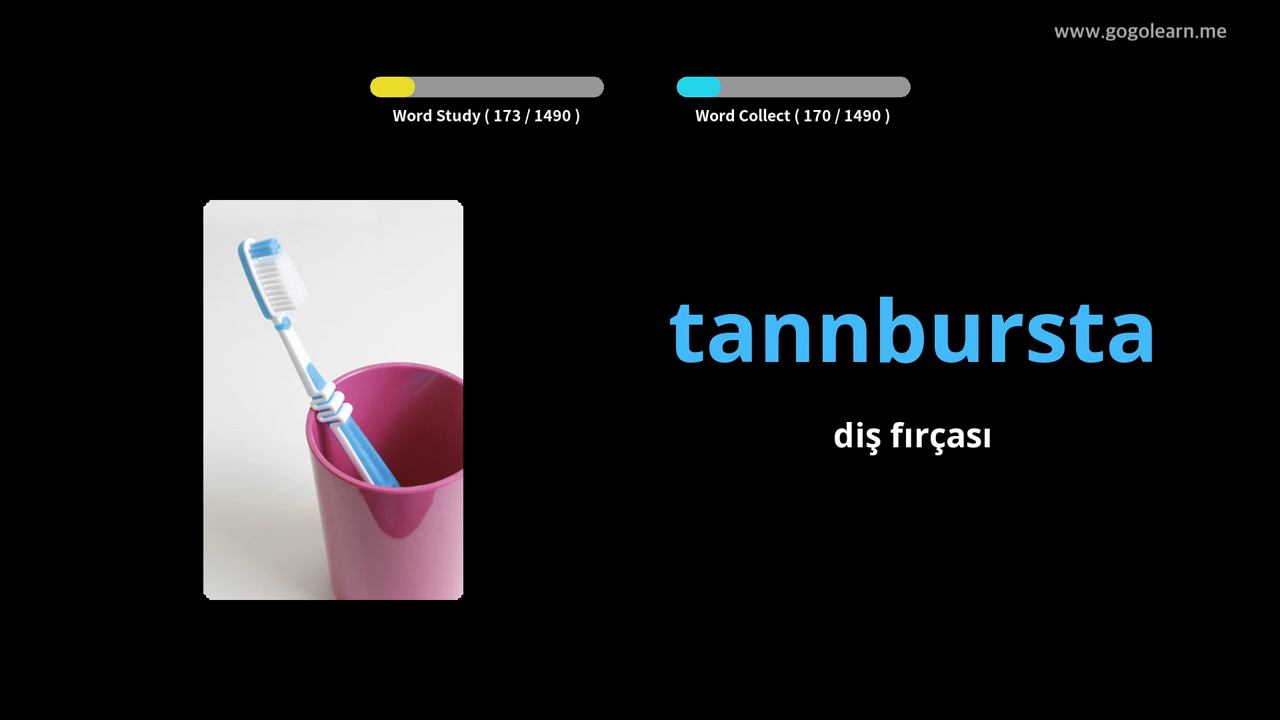 www.gogolearn.me
Word Study ( 173 / 1490 )
Word Collect ( 170 / 1490 )
tannbursta
diş fırçası